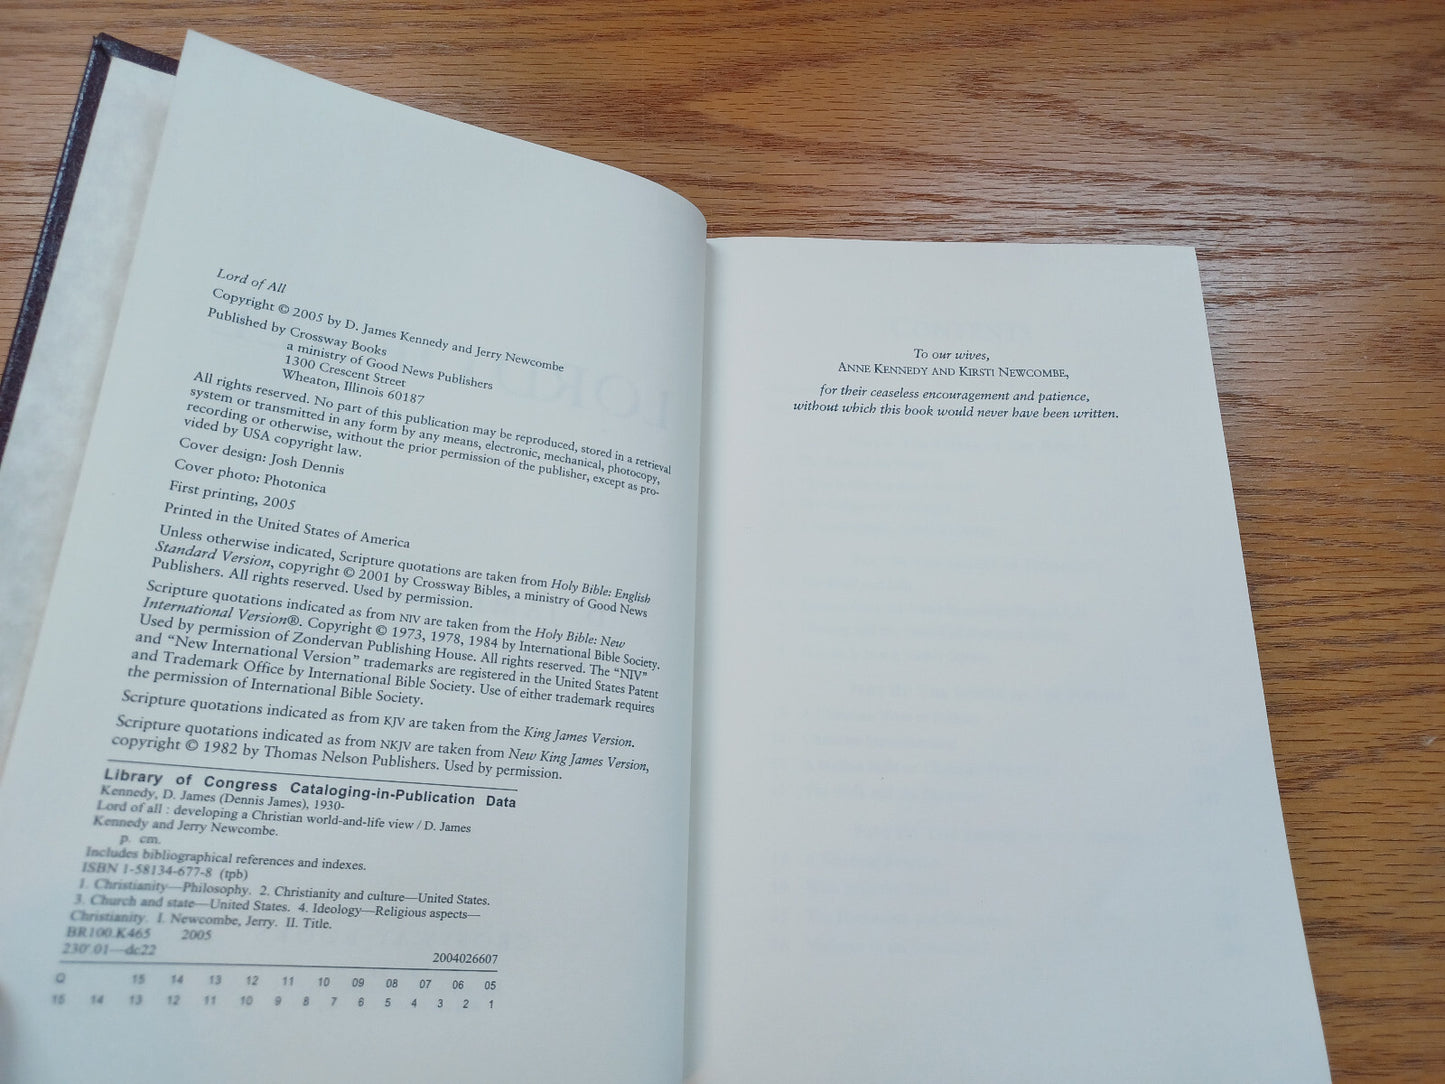 Lord of All
Copyright © 2005 by D. James Kennedy and Jerry Newcombe
Published by Crossway Books
a ministry of Good News Publishers
1300 Crescent Street
Wheaton, Illinois 60187
All rights reserved. No part of this publication may be reproduced, stored in a retrieval
system or transmitted in any form by any means, electronic, mechanical, photocopy,
recording or otherwise, without the prior permission of the publisher, except as pro-
vided by USA copyright law.
Cover design: Josh Dennis
Cover photo: Photonica
First printing, 2005
Printed in the United States of America
Unless otherwise indicated, Scripture quotations are taken from Holy Bible: English
Standard Version, copyright © 2001 by Crossway Bibles, a ministry of Good News
Publishers. All rights reserved. Used by permission.
Scripture quotations indicated as from NIV are taken from the Holy Bible: New
International Version®. Copyright © 1973, 1978, 1984 by International Bible Society.
Used by permission of Zondervan Publishing House. All rights reserved. The “NIV”
and “New International Version” trademarks are registered in the United States Patent
and Trademark Office by International Bible Society. Use of either trademark requires
the permission of International Bible Society.
Scripture quotations indicated as from KJV are taken from the King James Version.
Scripture quotations indicated as from NKJV are taken from New King James Version,
copyright © 1982 by Thomas Nelson Publishers. Used by permission.
Library of Congress Cataloging-in-Publication Data
Kennedy, D. James (Dennis James), 1930-
Lord of all : developing a Christian world-and-life view / D. James
Kennedy and Jerry Newcombe.
p. cm.
Includes bibliographical references and indexes.
ISBN 1-58134-677-8 (tpb)
1. Christianity—Philosophy. 2. Christianity and culture—United States.
3. Church and state—United States. 4. Ideology—Religious aspects—
Christianity. I. Newcombe, Jerry. II. Title.
BR100.K465 2005
230'.01—dc22 2004026607
Q 15 14 13 12 11 10 09 08 07 06 05
15 14 13 12 11 10 9 8 7 6 5 4 3 2 1
To our wives,
ANNE KENNEDY AND KIRSTI NEWCOMBE,
for their ceaseless encouragement and patience,
without which this book would never have been written.